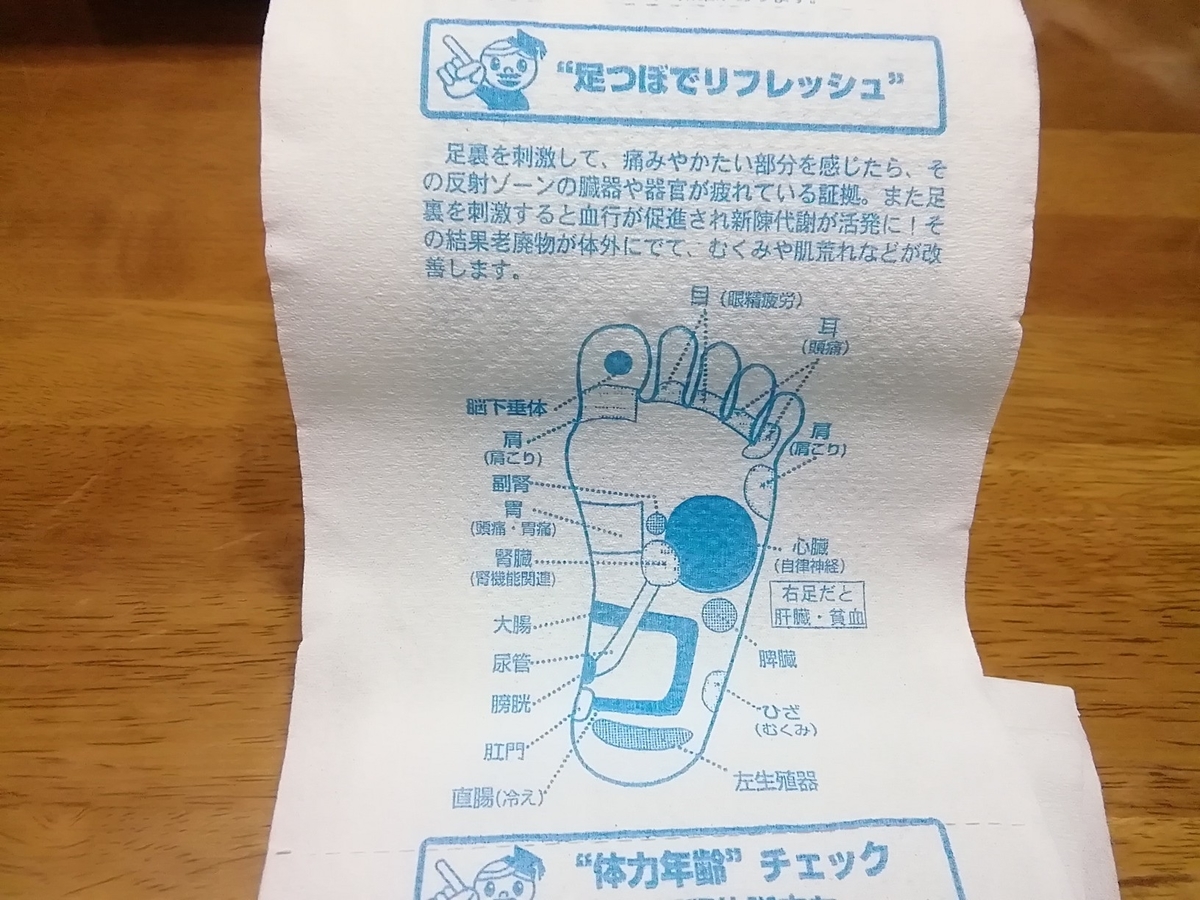 “足つぼでリフレッシュ”
足裏を刺激して、痛みやかたい部分を感じたら、そ
の反射ゾーンの臓器や器官が疲れている証拠。また足
裏を刺激すると血行が促進され新陳代謝が活発に！そ
の結果老廃物が体外にでて、むくみや肌荒れなどが改
善します。
目（眼精疲労）
耳
（頭痛）
脳下垂体
肩
（肩こり）
肩
（肩こり）
副腎
胃
（頭痛・胃痛）
腎臓
（腎機能関連）
心臓
（自律神経）
右足だと
肝臓・貧血
大腸
尿管
脾臓
膀胱
ひざ
（むくみ）
肛門
左生殖器
直腸（冷え）
“体力年齢”チェック